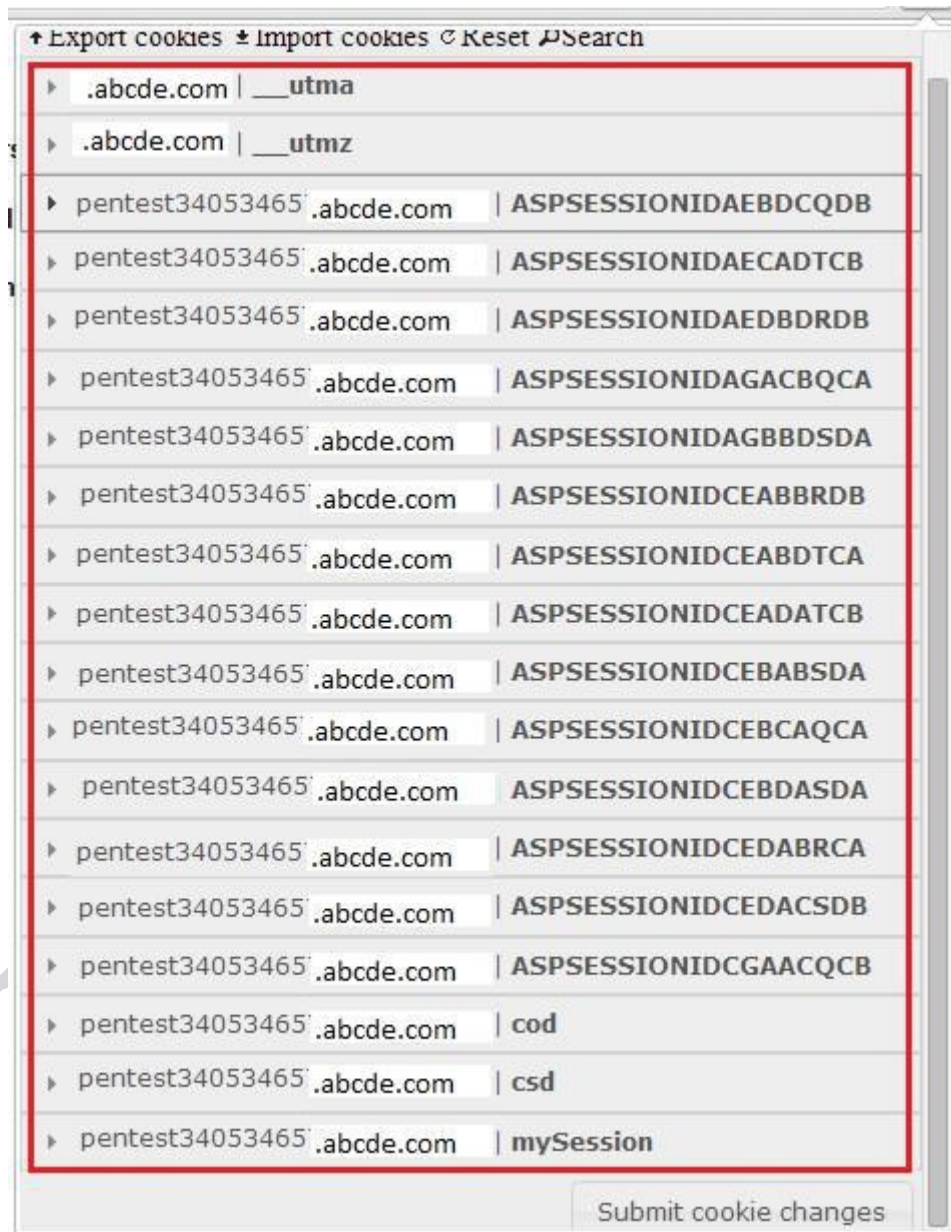 Export cookies Import cookies Reset Search
.abcde.com | __utma
.abcde.com | __utmz
pentest34053465 .abcde.com | ASPSESSIONIDAEBDCQDB
pentest34053465 .abcde.com | ASPSESSIONIDAECADTCB
pentest34053465 .abcde.com | ASPSESSIONIDAEDBDRDB
pentest34053465 .abcde.com | ASPSESSIONIDAGACBQCA
pentest34053465 .abcde.com | ASPSESSIONIDAGBBDSDA
pentest34053465 .abcde.com | ASPSESSIONIDCEABBRDB
pentest34053465 .abcde.com | ASPSESSIONIDCEABDTCA
pentest34053465 .abcde.com | ASPSESSIONIDCEADATCB
pentest34053465 .abcde.com | ASPSESSIONIDCEBABSDA
pentest34053465 .abcde.com | ASPSESSIONIDCEBCAQCA
pentest34053465 .abcde.com ASPSESSIONIDCEBDASDA
pentest34053465 .abcde.com | ASPSESSIONIDCEDABRCA
pentest34053465 .abcde.com | ASPSESSIONIDCEDACSDB
pentest34053465 .abcde.com | ASPSESSIONIDCGAACQCB
pentest34053465 .abcde.com | cod
pentest34053465 .abcde.com | csd
pentest34053465 .abcde.com | mySession
Submit cookie changes